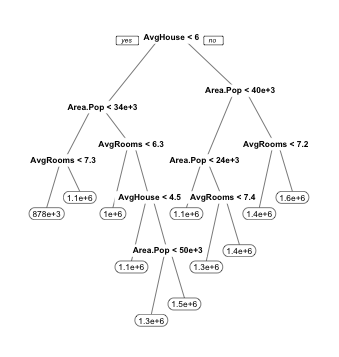 yes AvgHouse < 6 no
Area.Pop < 40e+3
Area.Pop < 34e+3
AvgRooms < 6.3 AvgRooms < 7.2
AvgRooms < 7.3 Area.Pop < 24e+3
1.1e+6 AvgHouse < 4.5 AvgRooms < 7.4 1.6e+6
878e+3 1e+6 1.1e+6 1.4e+6
Area.Pop < 50e+3 1.4e+6
1.1e+6 1.3e+6
1.5e+6
1.3e+6